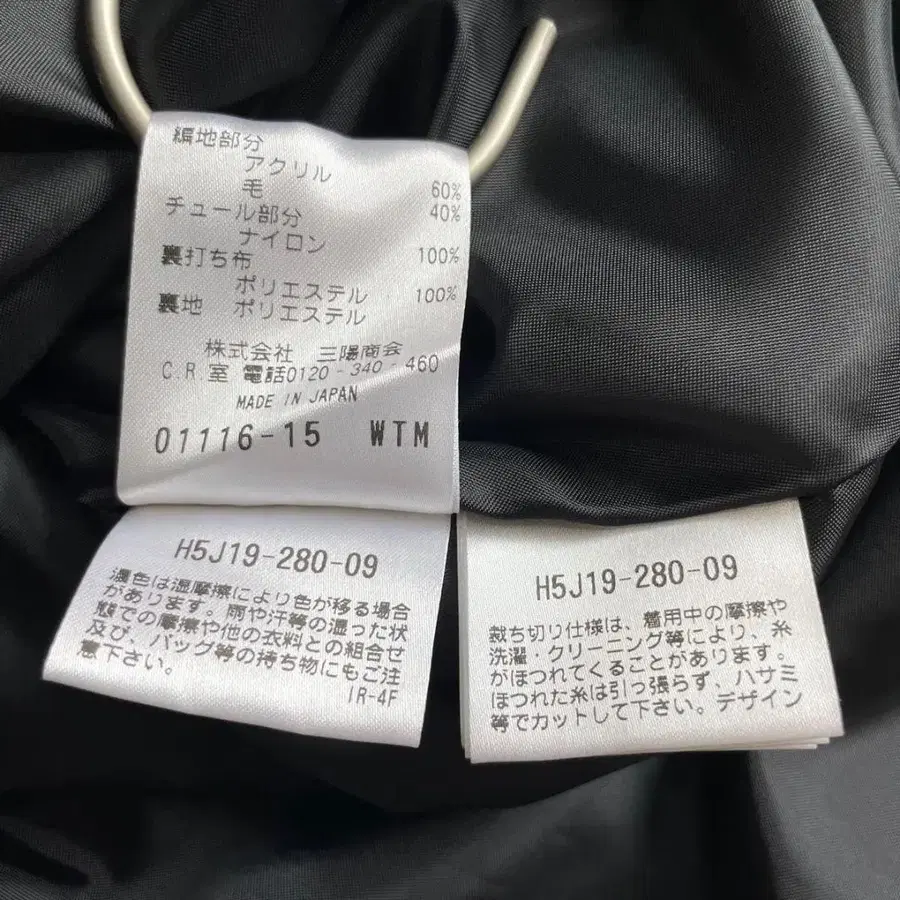 編地部分
アクリル 60%
毛 40%
チュール部分
ナイロン 100%
裏打ち布
ポリエステル 100%
裏地 ポリエステル
株式会社 三陽商会
C.R.室 電話0120-340-460
MADE IN JAPAN
01116-15 WTM
H5J19-280-09
濃色は湿摩擦により色が移る場合
があります。雨や汗等の湿った状
態での摩擦や他の衣料との組合せ
及び、バッグ等の持ち物にもご注
意下さい。
IR-4F
H5J19-280-09
裁ち切り仕様は、着用中の摩擦や
洗濯・クリーニング等により、糸
がほつれてくることがあります。
ほつれた糸は引っ張らず、ハサミ
等でカットして下さい。デザイン